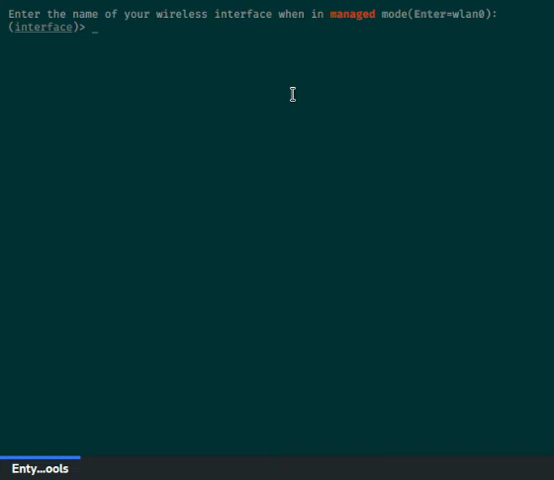 Enter the name of your wireless interface when in managed mode(Enter=wlan0):
(interface)> _
Enty...ools